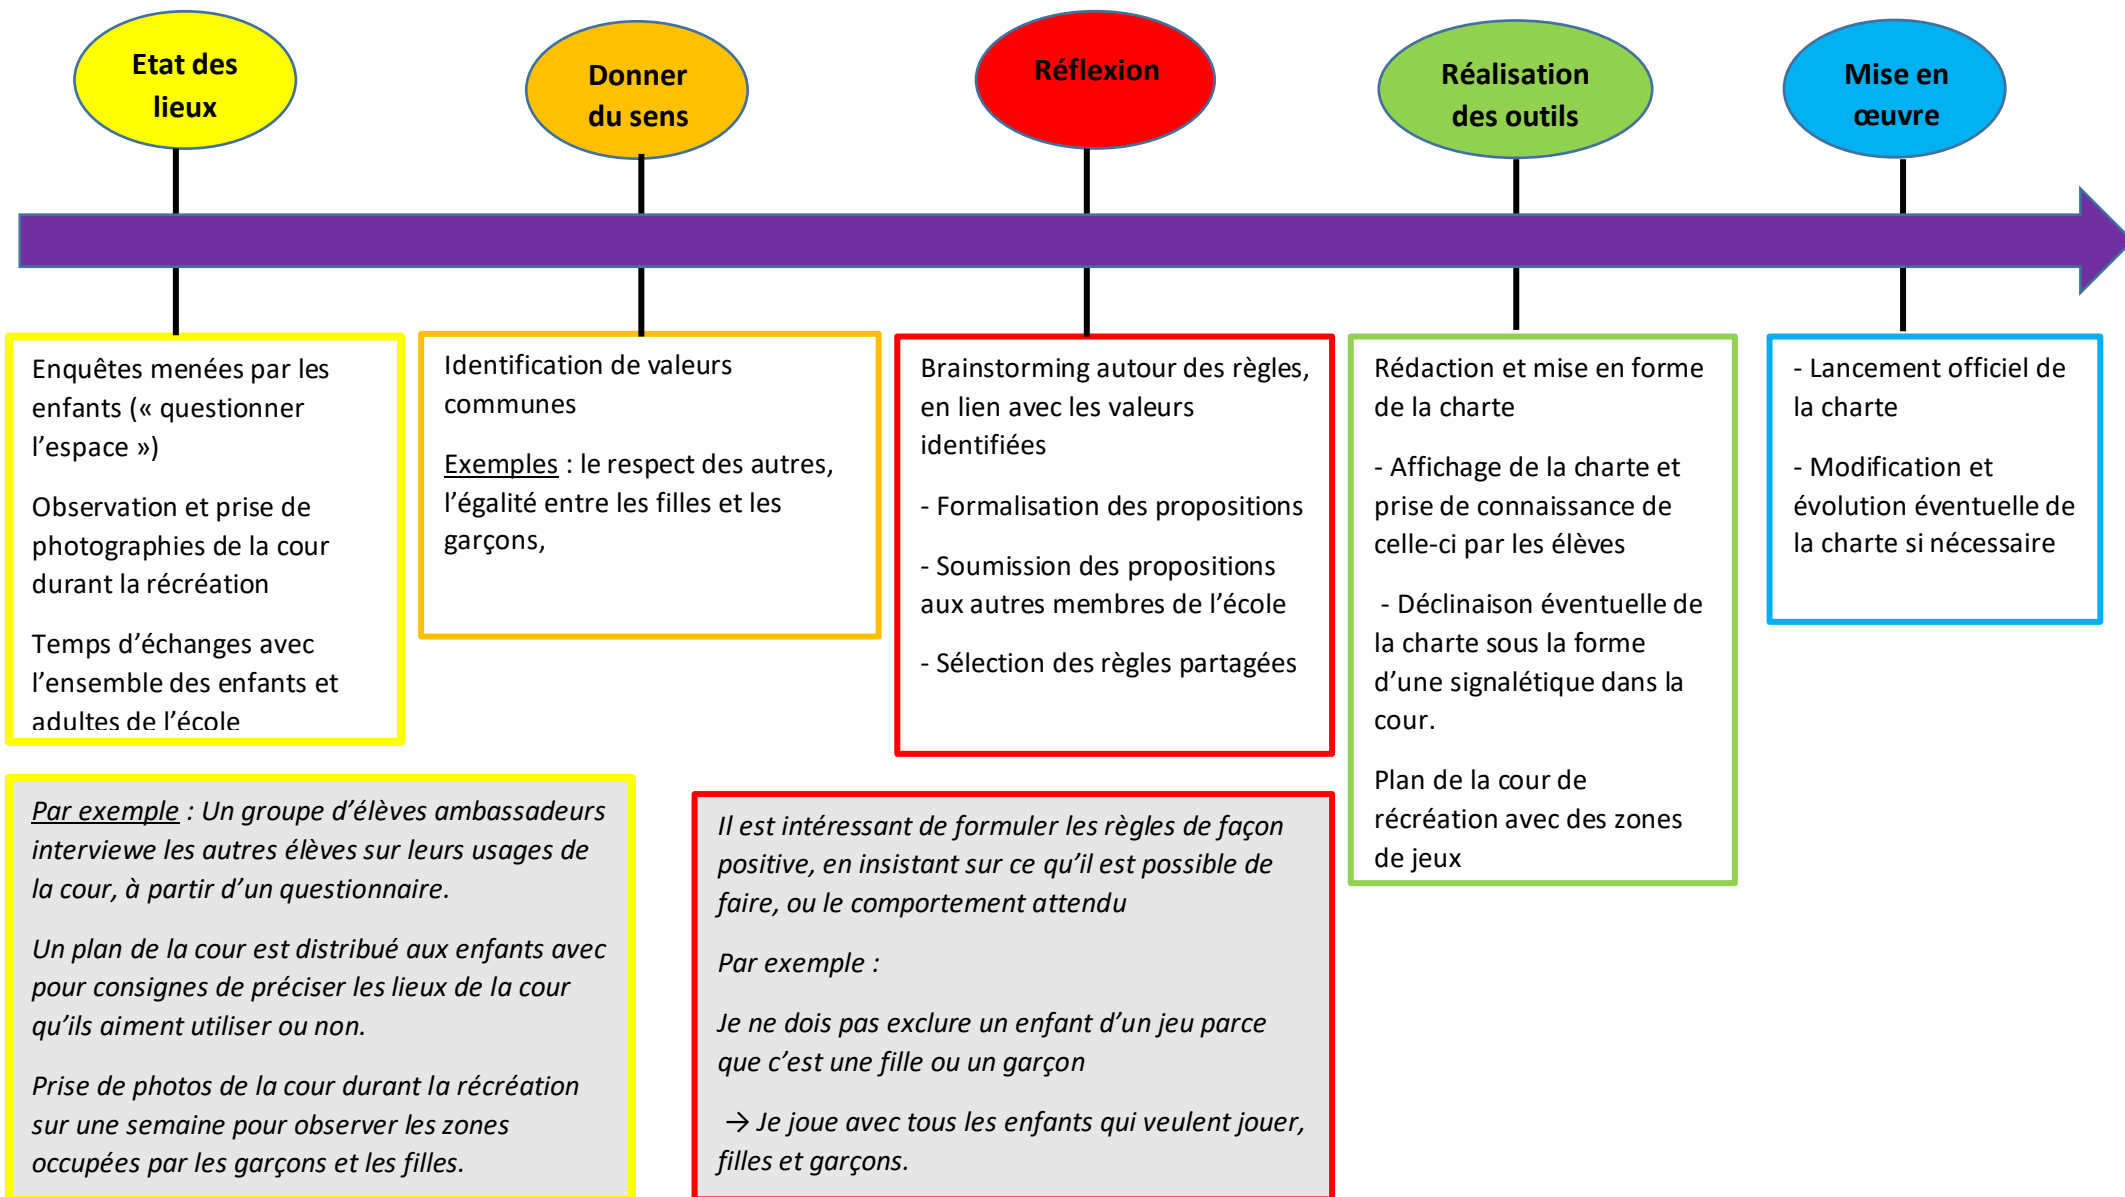 Etat des
lieux
Donner
du sens
Réflexion
Réalisation
des outils
Mise en
œuvre
Enquêtes menées par les
enfants (« questionner
l’espace »)
Observation et prise de
photographies de la cour
durant la récréation
Temps d’échanges avec
l’ensemble des enfants et
adultes de l’école
Identification de valeurs
communes
Exemples : le respect des autres,
l’égalité entre les filles et les
garçons,
Brainstorming autour des règles,
en lien avec les valeurs
identifiées
- Formalisation des propositions
- Soumission des propositions
aux autres membres de l’école
- Sélection des règles partagées
Rédaction et mise en forme
de la charte
- Affichage de la charte et
prise de connaissance de
celle-ci par les élèves
- Déclinaison éventuelle de
la charte sous la forme
d’une signalétique dans la
cour.
Plan de la cour de
récréation avec des zones
de jeux
- Lancement officiel de
la charte
- Modification et
évolution éventuelle de
la charte si nécessaire
Par exemple : Un groupe d’élèves ambassadeurs
interviewe les autres élèves sur leurs usages de
la cour, à partir d’un questionnaire.
Un plan de la cour est distribué aux enfants avec
pour consignes de préciser les lieux de la cour
qu’ils aiment utiliser ou non.
Prise de photos de la cour durant la récréation
sur une semaine pour observer les zones
occupées par les garçons et les filles.
Il est intéressant de formuler les règles de façon
positive, en insistant sur ce qu’il est possible de
faire, ou le comportement attendu
Par exemple :
Je ne dois pas exclure un enfant d’un jeu parce
que c’est une fille ou un garçon
→ Je joue avec tous les enfants qui veulent jouer,
filles et garçons.